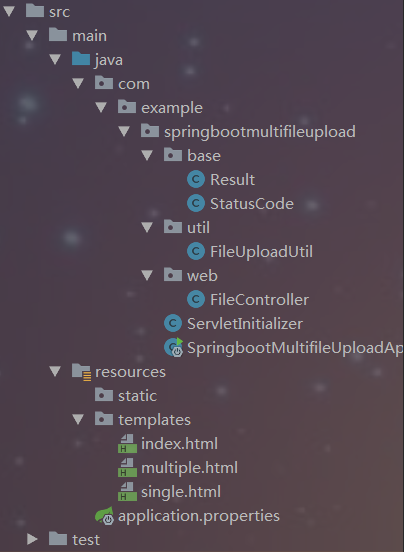 src
main
java
com
example
springbootmultifileupload
base
Result
StatusCode
util
FileUploadUtil
web
FileController
ServletInitializer
SpringbootMultifileUploadAp
resources
static
templates
index.html
multiple.html
single.html
application.properties
test